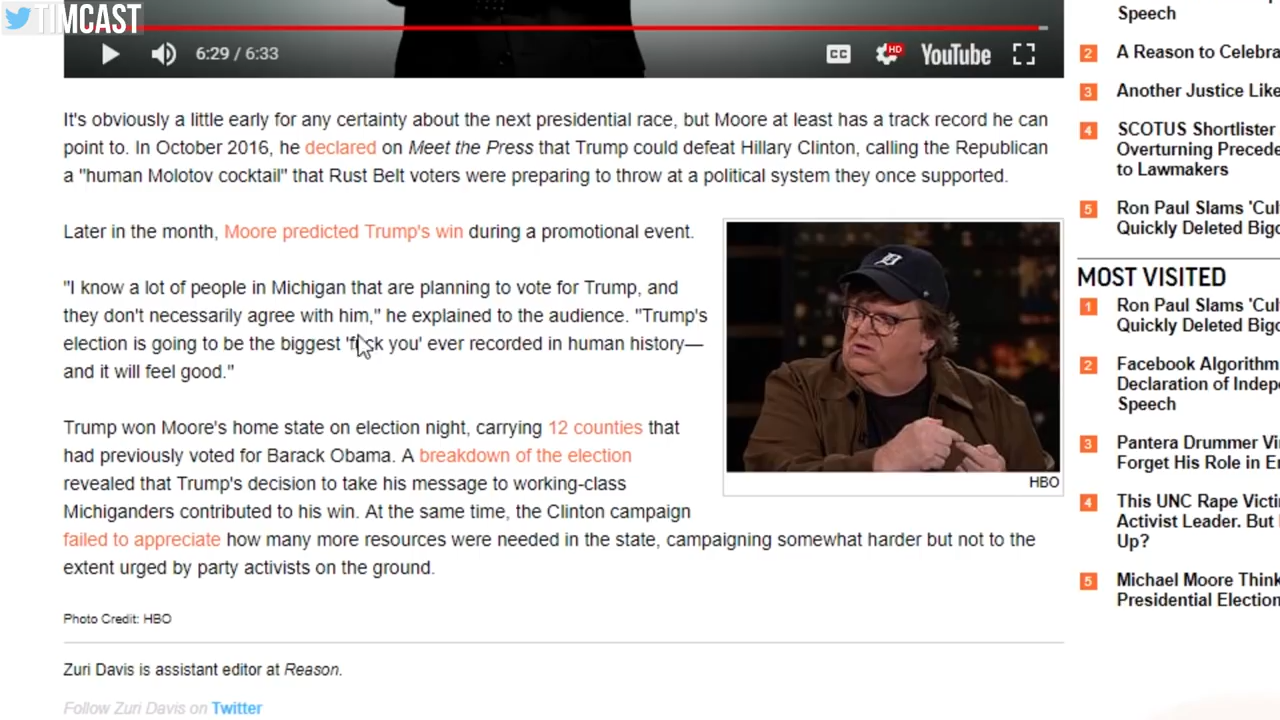 TIMCAST
6:29 / 6:33
CC
HD
YouTube
It's obviously a little early for any certainty about the next presidential race, but Moore at least has a track record he can
point to. In October 2016, he declared on Meet the Press that Trump could defeat Hillary Clinton, calling the Republican
a "human Molotov cocktail" that Rust Belt voters were preparing to throw at a political system they once supported.
Later in the month, Moore predicted Trump's win during a promotional event.
"I know a lot of people in Michigan that are planning to vote for Trump, and
they don't necessarily agree with him," he explained to the audience. "Trump's
election is going to be the biggest 'f sk you' ever recorded in human history—
and it will feel good."
HBO
Trump won Moore's home state on election night, carrying 12 counties that
had previously voted for Barack Obama. A breakdown of the election
revealed that Trump's decision to take his message to working-class
Michiganders contributed to his win. At the same time, the Clinton campaign
failed to appreciate how many more resources were needed in the state, campaigning somewhat harder but not to the
extent urged by party activists on the ground.
Photo Credit: HBO
Zuri Davis is assistant editor at Reason.
Follow Zuri Davis on Twitter
Speech
2 A Reason to Celebra
3 Another Justice Like
4 SCOTUS Shortlister
Overturning Precede
to Lawmakers
5 Ron Paul Slams 'Cul
Quickly Deleted Bigo
MOST VISITED
1 Ron Paul Slams 'Cul
Quickly Deleted Bigo
2 Facebook Algorithm
Declaration of Indep
Speech
3 Pantera Drummer Vi
Forget His Role in E
4 This UNC Rape Victi
Activist Leader. But
Up?
5 Michael Moore Think
Presidential Election